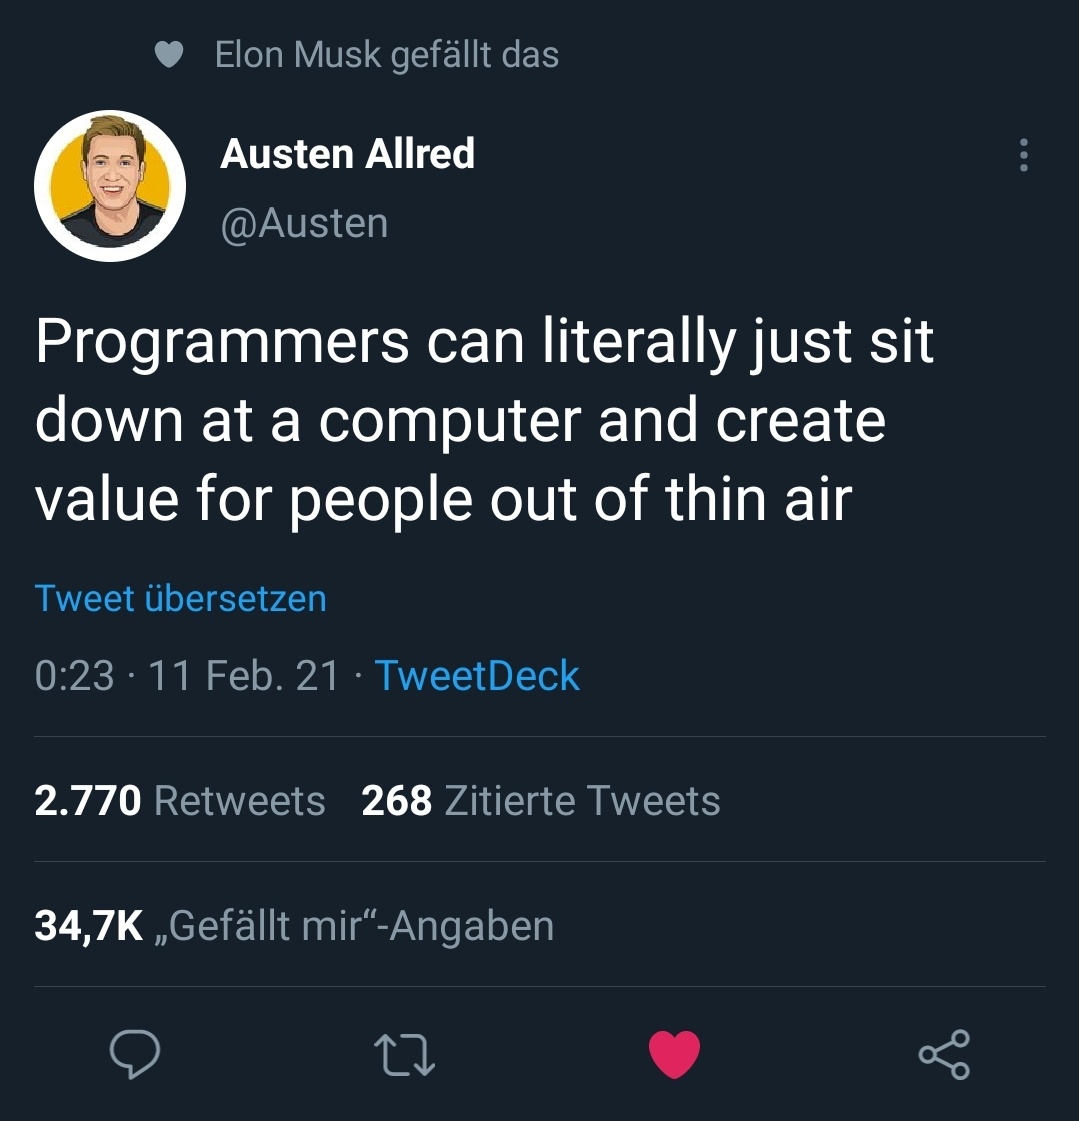 Elon Musk gefällt das
Austen Allred
@Austen
Programmers can literally just sit
down at a computer and create
value for people out of thin air
Tweet übersetzen
0:23 · 11 Feb. 21 · TweetDeck
2.770 Retweets 268 Zitierte Tweets
34,7K „Gefällt mir“-Angaben